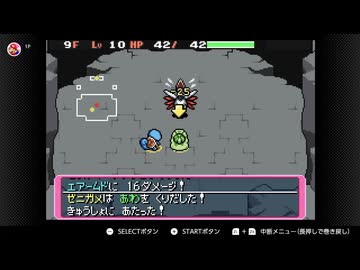 1P
9F Lv 10 HP 42/ 42
25
エアームドに 16ダメージ!
ゼニガメは あわを くりだした!
きゅうしょに あたった!
SELECTボタン STARTボタン 中断メニュー(長押しで巻き戻し)